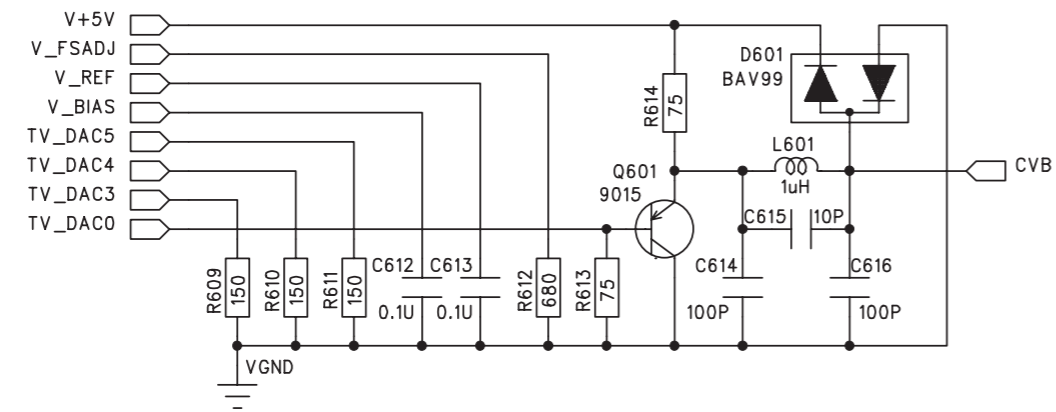 V+5V
V_FSADJ
V_REF
V_BIAS
TV_DAC5
TV_DAC4
TV_DAC3
TV_DAC0
R609
150
R610
150
R611
150
C612
0.1U
C613
0.1U
R612
680
R613
75
R614
75
Q601
9015
D601
BAV99
L601
1uH
C615
10P
C614
100P
C616
100P
CVB
VGND